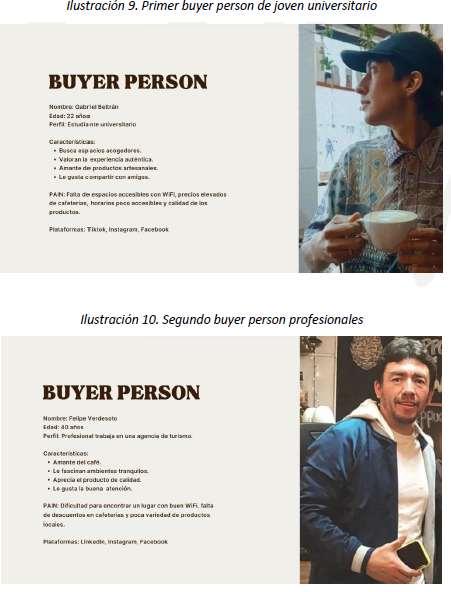 Ilustración 9. Primer buyer person de joven universitario
BUYER PERSON
Nombre: Gabriel Beltrán
Edad: 22 años
Perfil: Estudiante universitario
Características:
• Busca espacios acogedores.
• Valoran la experiencia auténtica.
• Amante de productos artesanales.
• Le gusta compartir con amigos.
PAIN: Falta de espacios accesibles con WiFi, precios elevados
de cafeterías, horarios poco accesibles y calidad de los
productos.
Plataformas: Tiktok, Instagram, Facebook
Ilustración 10. Segundo buyer person profesionales
BUYER PERSON
Nombre: Felipe Verdesoto
Edad: 40 años
Perfil: Profesional trabaja en una agencia de turismo.
Características:
• Amante del café.
• Le fascinan ambientes tranquilos.
• Aprecia el producto de calidad.
• Le gusta la buena atención.
PAIN: Dificultad para encontrar un lugar con buen WiFi, falta
de descuentos en cafeterías y poca variedad de productos
locales.
Plataformas: Linkedin, Instagram, Facebook